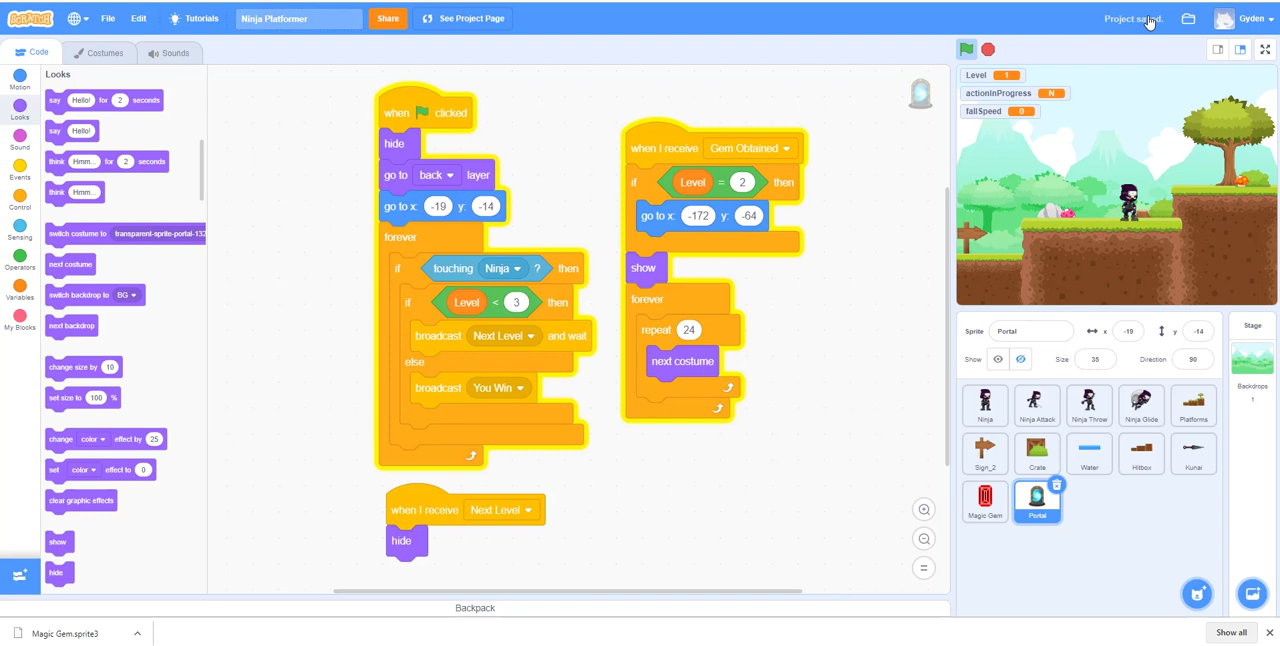 SCRATCH File Edit Tutorials Ninja Platformer Share See Project Page Project saved. Gyden
Code Costumes Sounds
Motion
Looks
Sound
Events
Control
Sensing
Operators
Variables
My Blocks
Looks
say Hello! for 2 seconds
say Hello!
think Hmm... for 2 seconds
think Hmm...
switch costume to transparent-sprite-portal-132
next costume
switch backdrop to BG
next backdrop
change size by 10
set size to 100 %
change color effect by 25
set color effect to 0
clear graphic effects
show
hide
when clicked
hide
go to back layer
go to x: -19 y: -14
forever
if touching Ninja ? then
if Level < 3 then
broadcast Next Level and wait
else
broadcast You Win
when I receive Next Level
hide
when I receive Gem Obtained
if Level = 2 then
go to x: -172 y: -64
show
forever
repeat 24
next costume
Backpack
Level 1
actionInProgress N
fallSpeed 0
Sprite Portal x -19 y -14
Show Size 35 Direction 90
Ninja Ninja Attack Ninja Throw Ninja Glide Platforms
Sign_2 Crate Water Hitbox Kunai
Magic Gem Portal
Stage
Backdrops
1
Magic Gem.sprite3 Show all